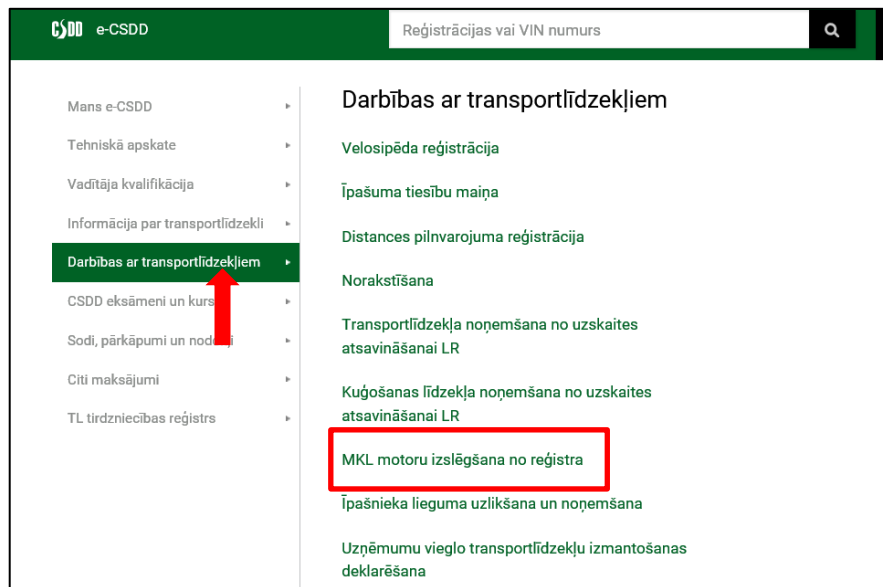 CSDD e-CSDD
Reģistrācijas vai VIN numurs
Mans e-CSDD
Tehniskā apskate
Vadītāja kvalifikācija
Informācija par transportlīdzekli
Darbības ar transportlīdzekļiem
CSDD eksāmeni un
Sodi, pārkāpumi un
Citi maksājumi
TL tirdzniecības reģistrs
Darbības ar transportlīdzekļiem
Velosipēda reģistrācija
Īpašuma tiesību maiņa
Distances pilnvarojuma reģistrācija
Norakstīšana
Transportlīdzekļa noņemšana no uzskaites
atsavināšanai LR
Kuģošanas līdzekļa noņemšana no uzskaites
atsavināšanai LR
MKL motoru izslēgšana no reģistra
Īpašnieka lieguma uzlikšana un noņemšana
Uzņēmumu vieglo transportlīdzekļu izmantošanas
deklarēšana